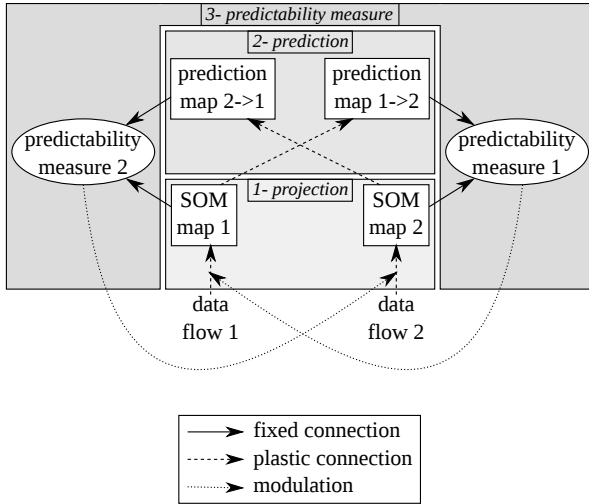 3- predictability measure
2- prediction
prediction
map 2->1
prediction
map 1->2
predictability
measure 2
predictability
measure 1
1- projection
SOM
map 1
SOM
map 2
data
flow 1
data
flow 2
fixed connection
plastic connection
modulation